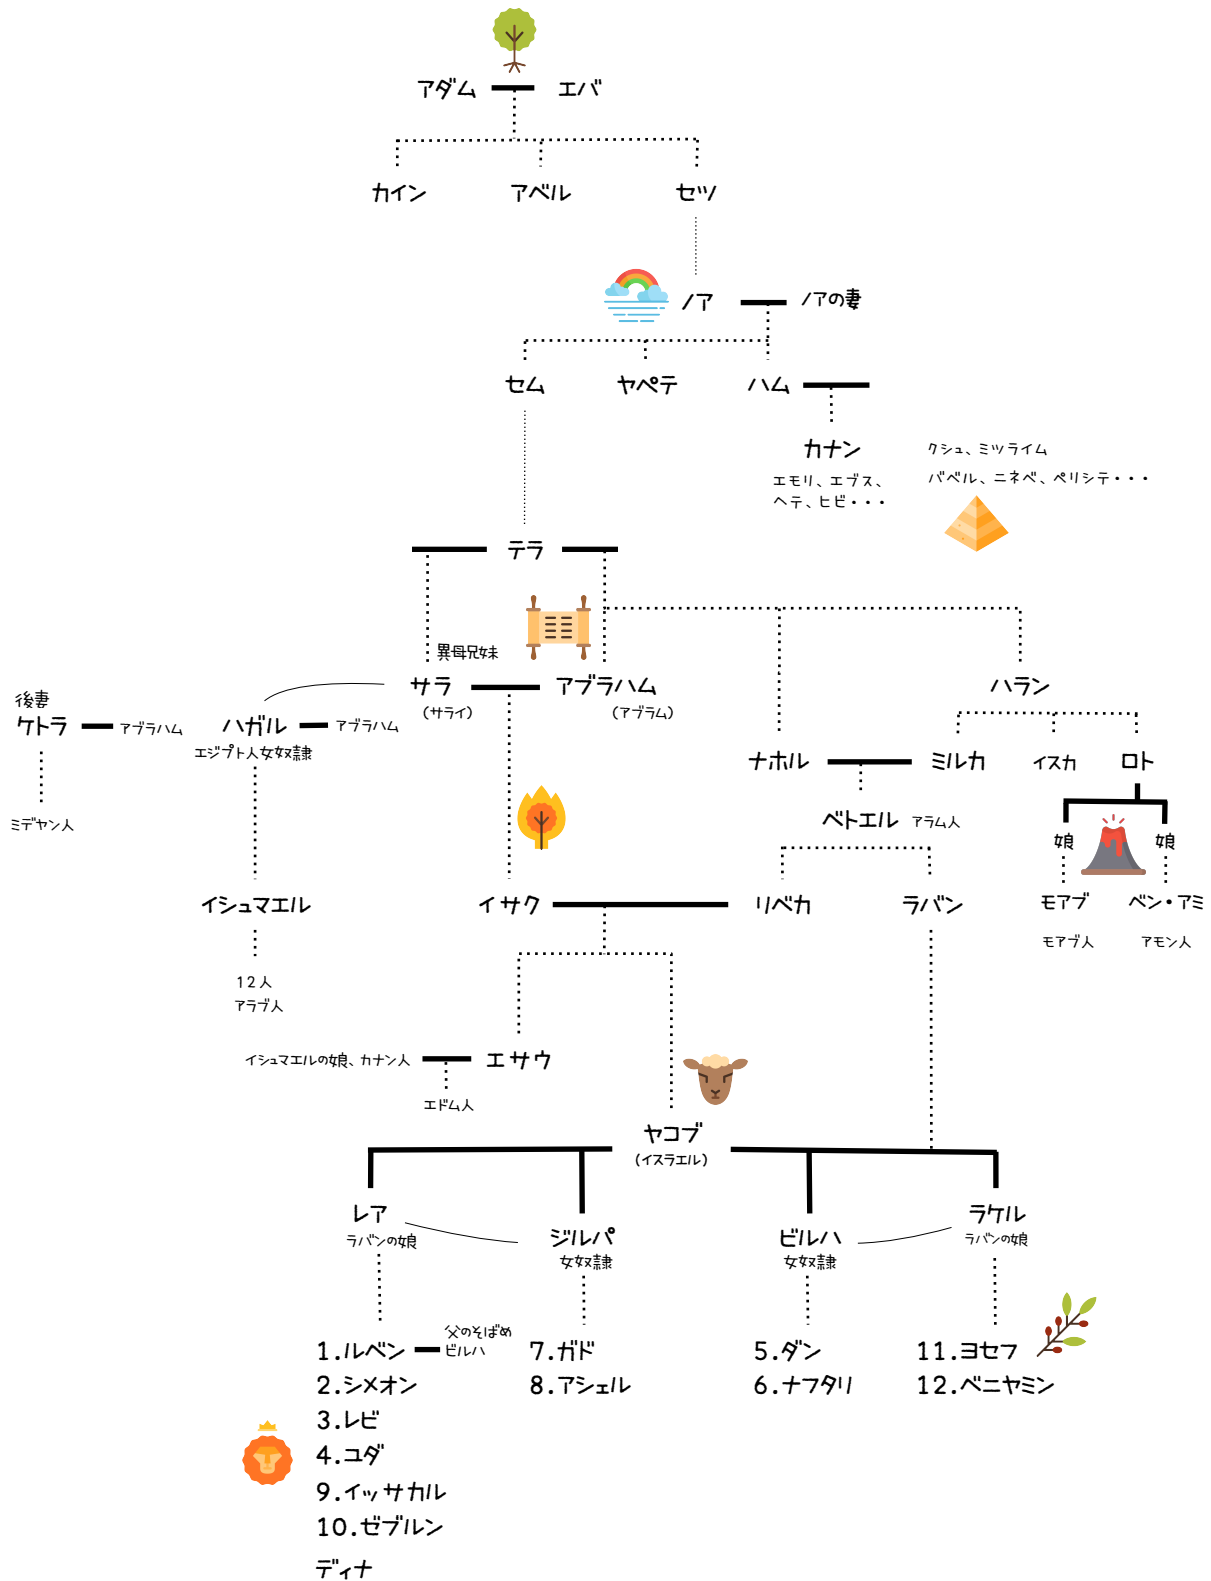 アダム
エバ
カイン
アベル
セツ
ノア
ノアの妻
セム
ヤペテ
ハム
カナン
エモリ、エブス、
ヘテ、ヒビ・・・
クシュ、ミツライム
バベル、ニネベ、ペリシテ・・・
テラ
異母兄妹
サラ
(サライ)
アブラハム
(アブラム)
ハラン
後妻
ケトラ
アブラハム
ハガル
エジプト人女奴隷
アブラハム
ナホル
ミルカ
イスカ
ロト
ミデヤン人
ベトエル
アラム人
娘
娘
イシュマエル
イサク
リベカ
ラバン
モアブ
ベン・アミ
モアブ人
アモン人
12人
アラブ人
イシュマエルの娘、カナン人
エサウ
エドム人
ヤコブ
(イスラエル)
レア
ラバンの娘
ジルパ
女奴隷
ビルハ
女奴隷
ラケル
ラバンの娘
1.ルベン
父のそばめ
ビルハ
2.シメオン
3.レビ
4.ユダ
9.イッサカル
10.ゼブルン
ディナ
7.ガド
8.アシェル
5.ダン
6.ナフタリ
11.ヨセフ
12.ベニヤミン